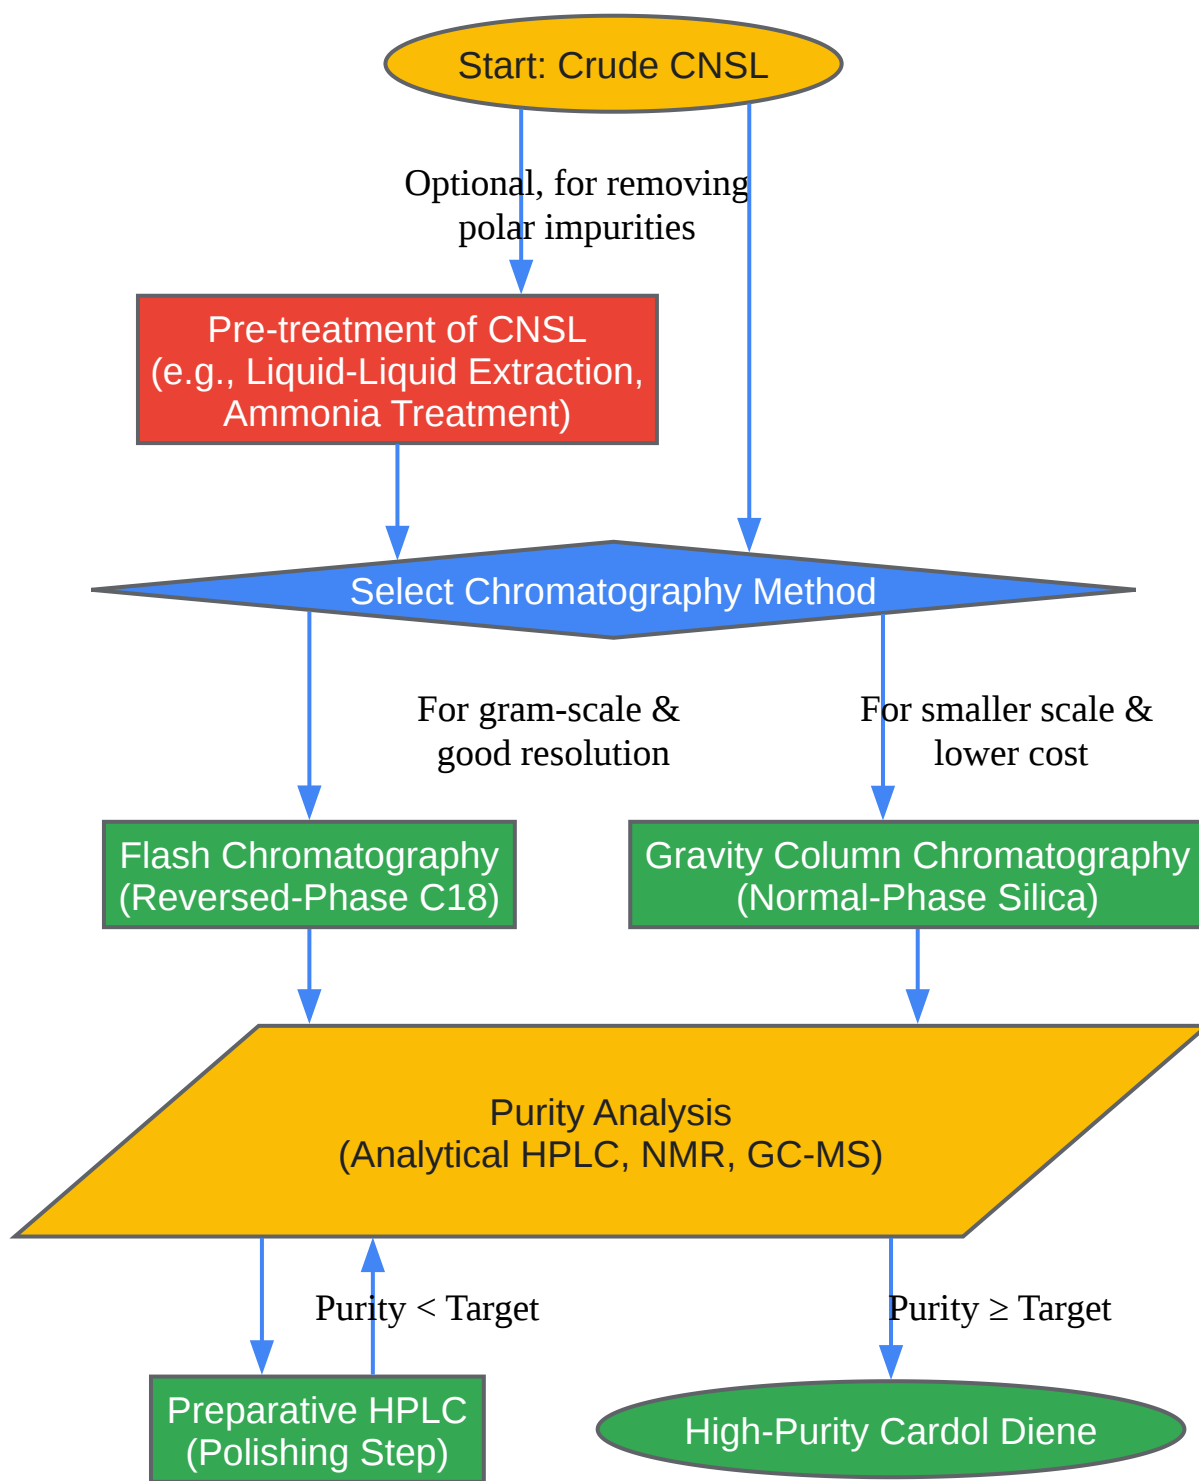 Start: Crude CNSL
Optional, for removing
polar impurities
Pre-treatment of CNSL
(e.g., Liquid-Liquid Extraction,
Ammonia Treatment)
Select Chromatography Method
For gram-scale &
good resolution
For smaller scale &
lower cost
Flash Chromatography
(Reversed-Phase C18)
Gravity Column Chromatography
(Normal-Phase Silica)
Purity Analysis
(Analytical HPLC, NMR, GC-MS)
Purity < Target
Purity ≥ Target
Preparative HPLC
(Polishing Step)
High-Purity Cardol Diene